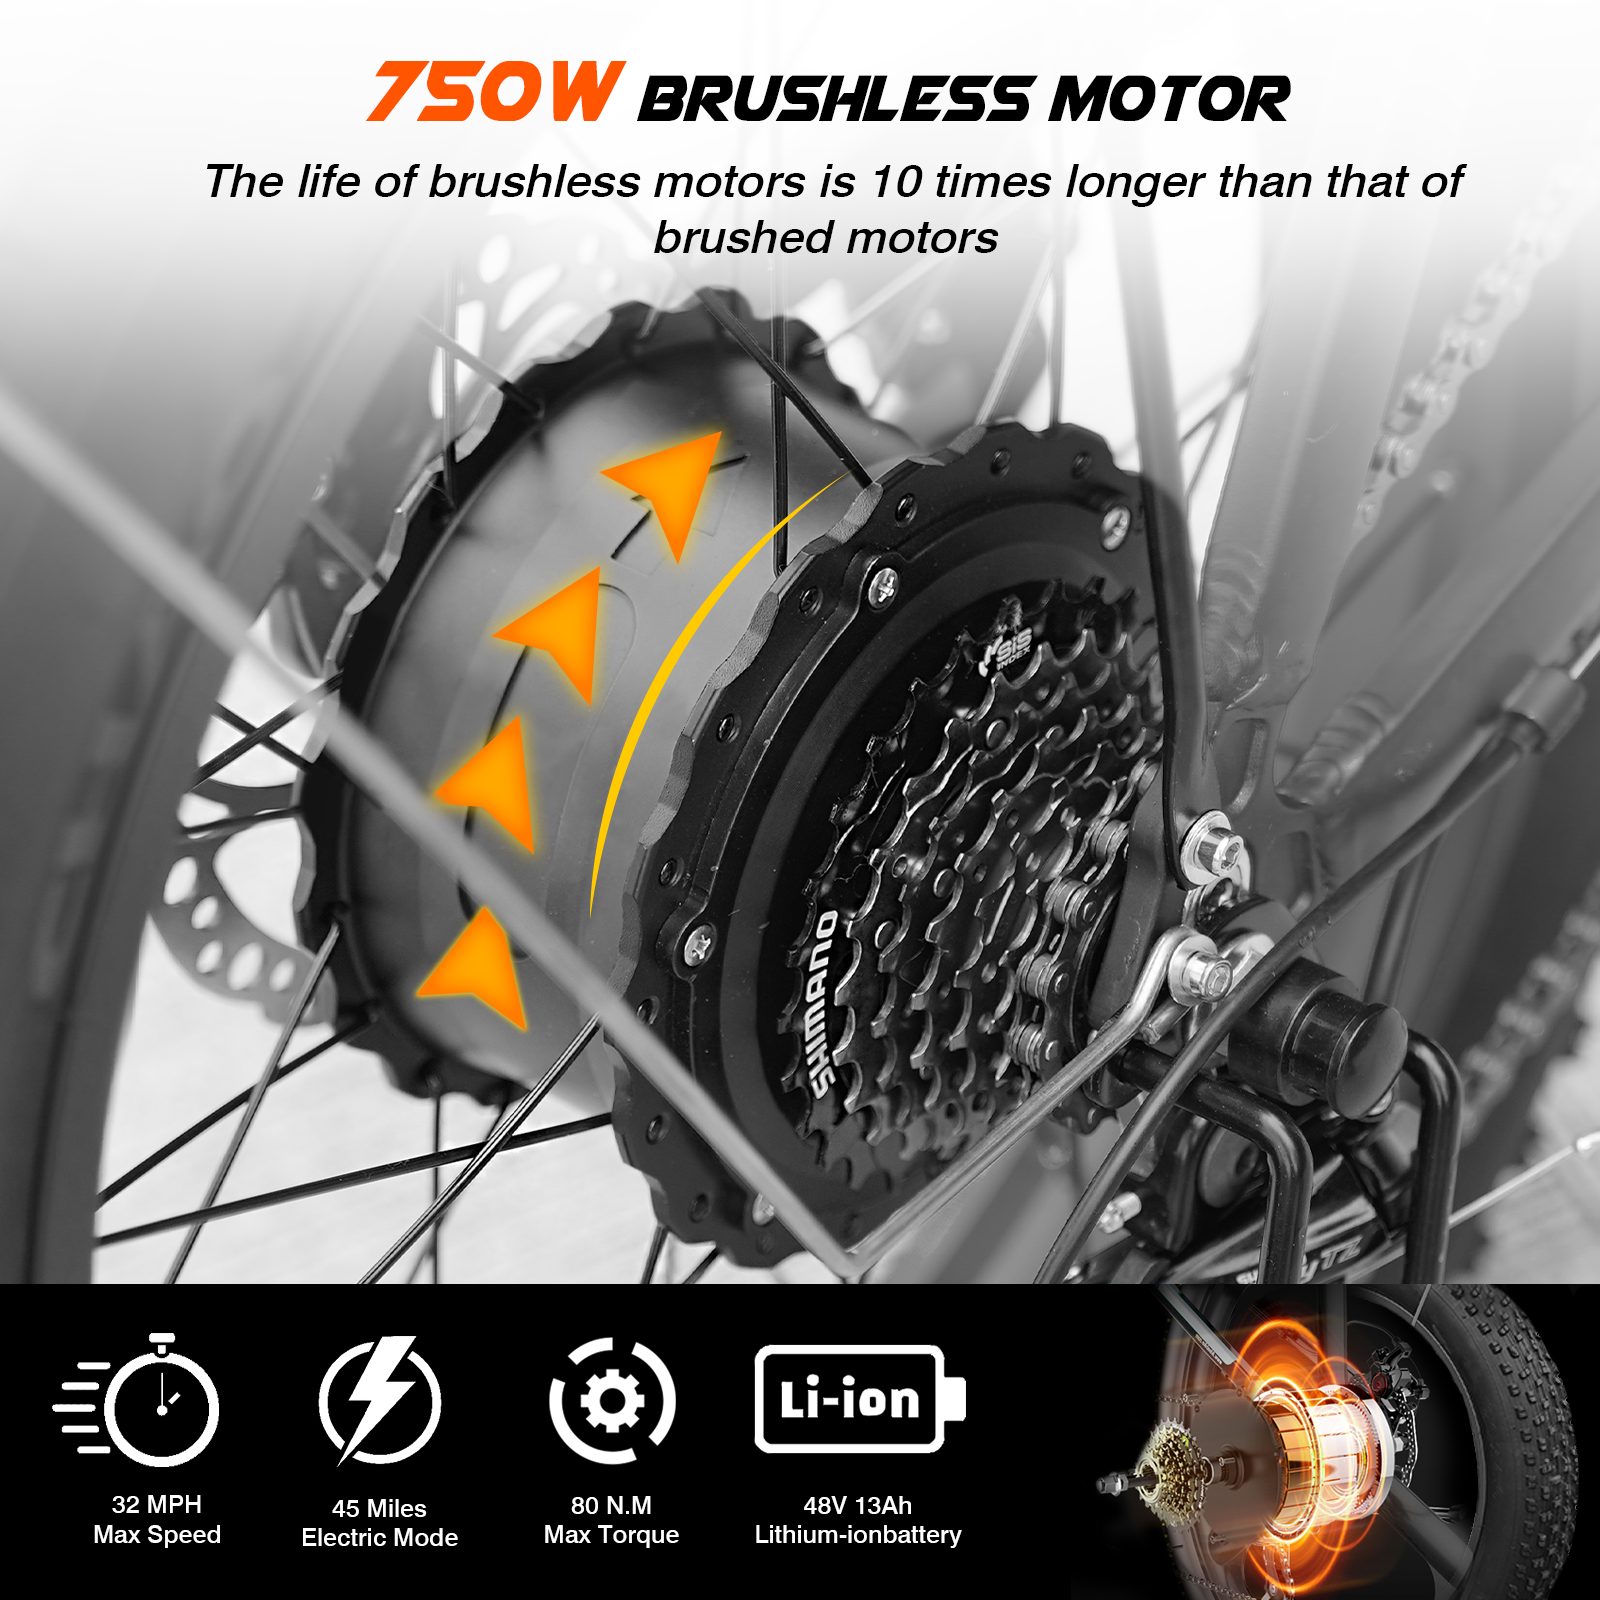 750W BRUSHLESS MOTOR
The life of brushless motors is 10 times longer than that of
brushed motors
SIS
INDEX
SHIMANO
TZ
Li-ion
32 MPH
Max Speed
45 Miles
Electric Mode
80 N.M
Max Torque
48V 13Ah
Lithium-ionbattery